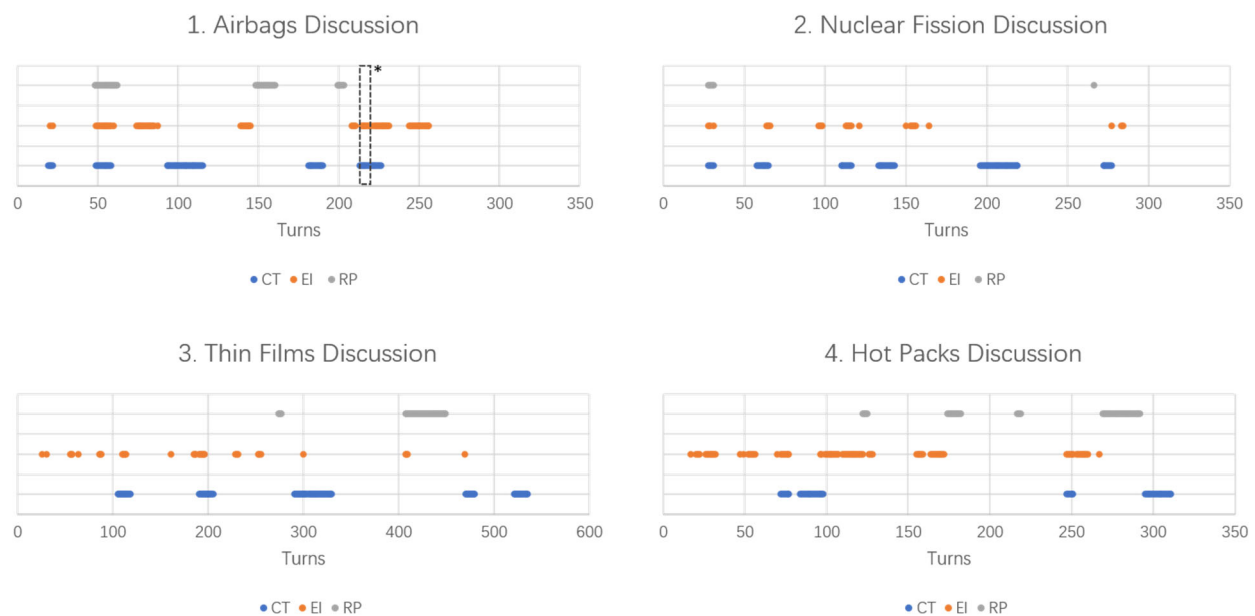 1. Airbags Discussion
*
0 50 100 150 200 250 300 350
Turns
CT EI RP
2. Nuclear Fission Discussion
0 50 100 150 200 250 300 350
Turns
CT EI RP
3. Thin Films Discussion
0 100 200 300 400 500 600
Turns
CT EI RP
4. Hot Packs Discussion
0 50 100 150 200 250 300 350
Turns
CT EI RP